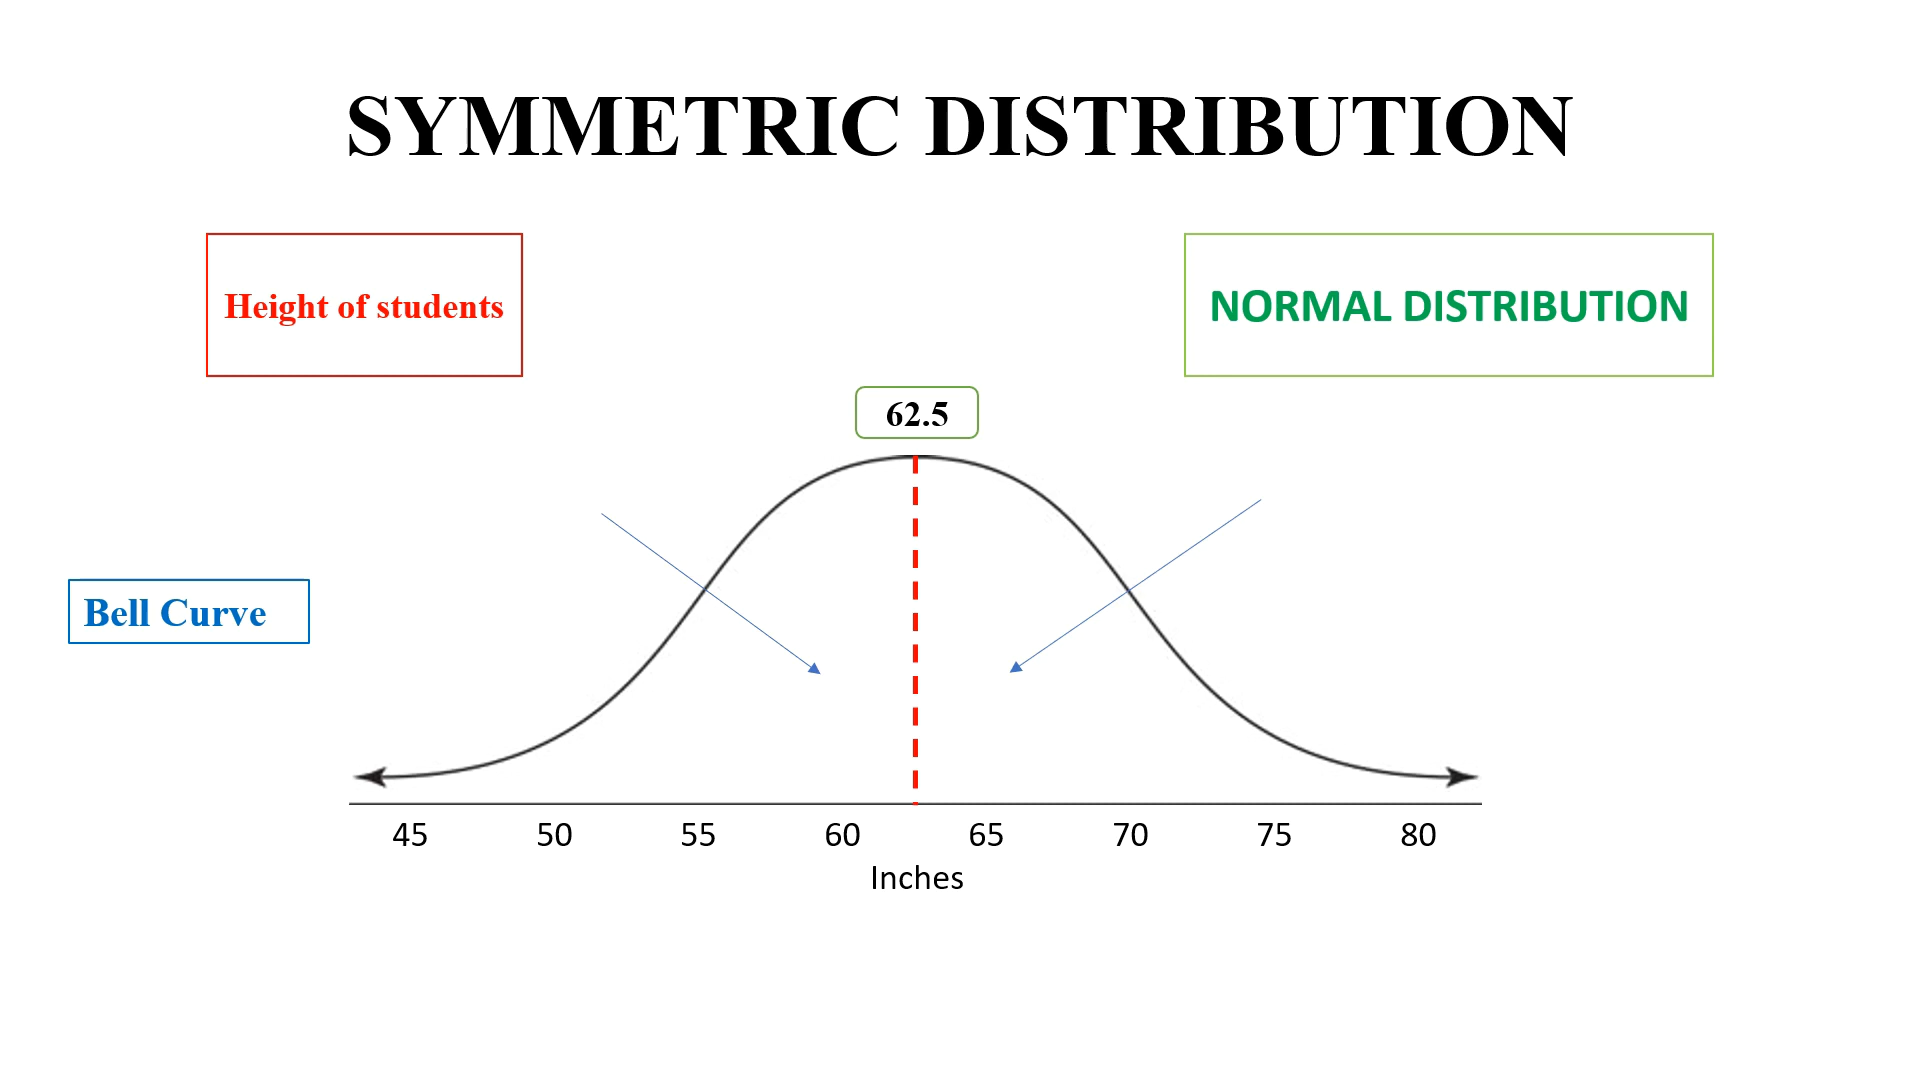 SYMMETRIC DISTRIBUTION
Height of students
NORMAL DISTRIBUTION
62.5
Bell Curve
45 50 55 60 65 70 75 80
Inches